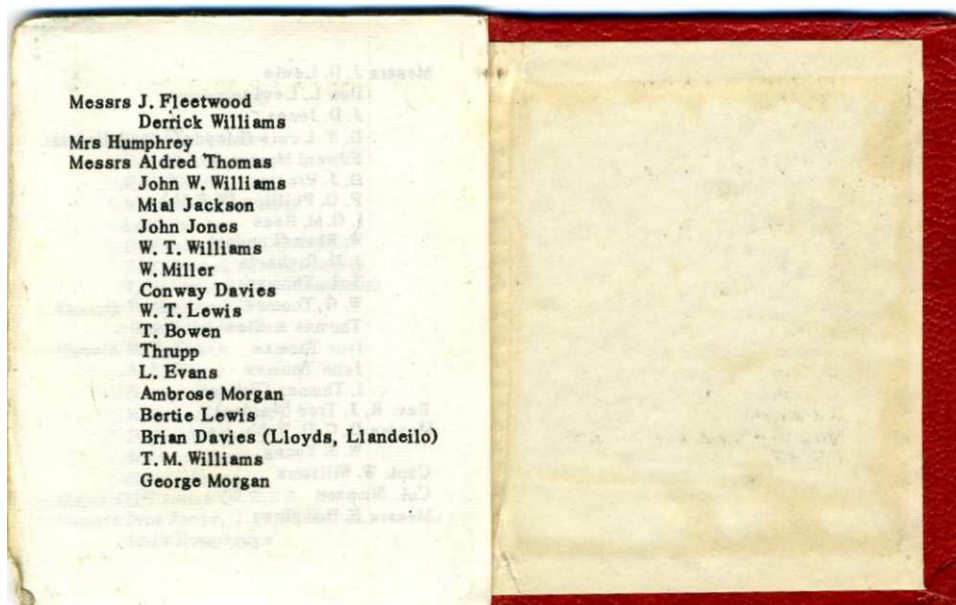 Messrs J. Fleetwood
Derrick Williams
Mrs Humphrey
Messrs Aldred Thomas
John W. Williams
Mial Jackson
John Jones
W. T. Williams
W. Miller
Conway Davies
W. T. Lewis
T. Bowen
Thrupp
L. Evans
Ambrose Morgan
Bertie Lewis
Brian Davies (Lloyds, Llandeilo)
T. M. Williams
George Morgan